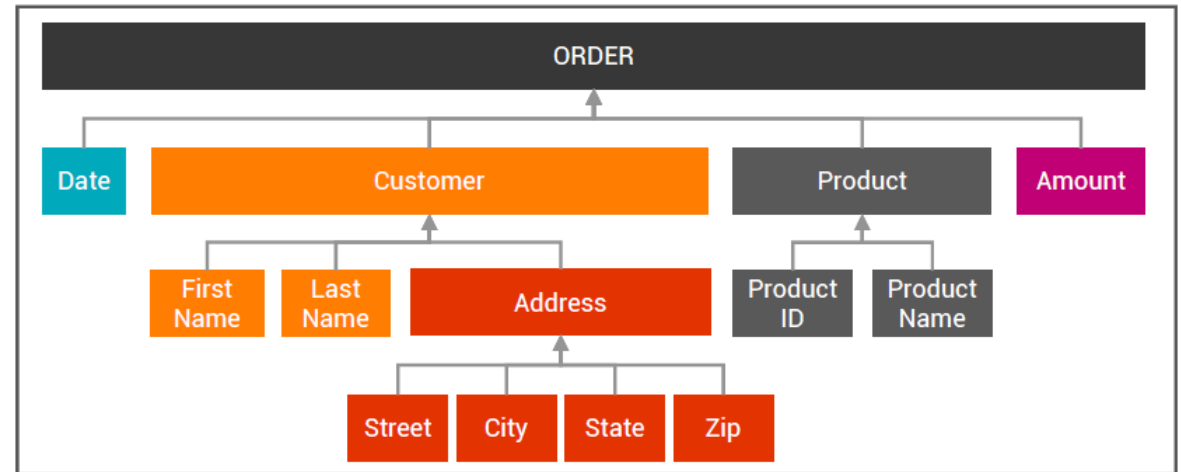 ORDER
Date
Customer
Product
Amount
First
Name
Last
Name
Address
Product
ID
Product
Name
Street
City
State
Zip